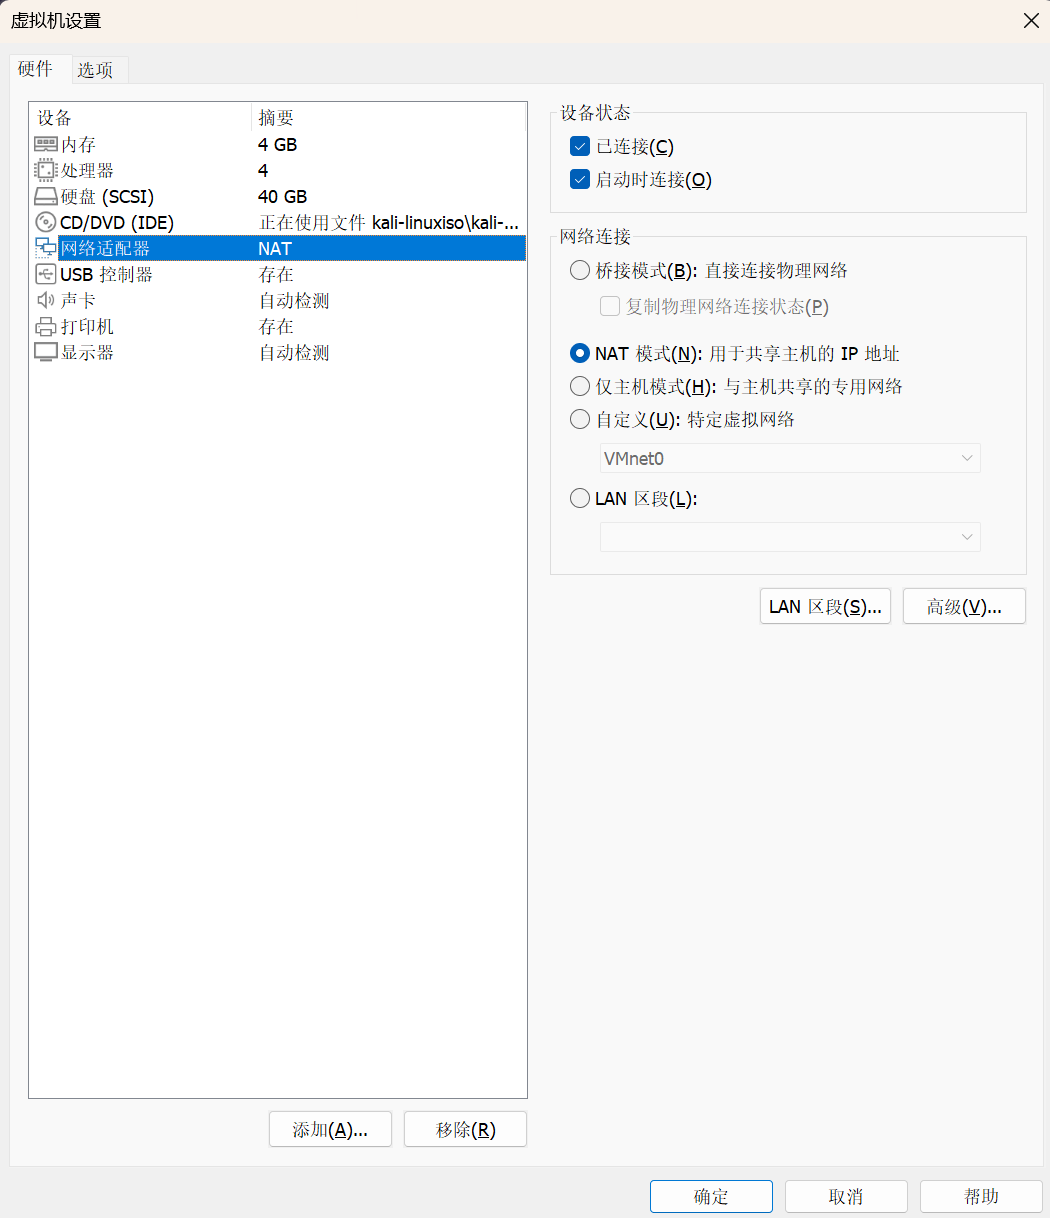 虚拟机设置
硬件 选项
设备 摘要
内存 4 GB
处理器 4
硬盘 (SCSI) 40 GB
CD/DVD (IDE) 正在使用文件 kali-linuxiso\kali-...
网络适配器 NAT
USB 控制器 存在
声卡 自动检测
打印机 存在
显示器 自动检测
添加(A)... 移除(R)
设备状态
已连接(C)
启动时连接(O)
网络连接
桥接模式(B): 直接连接物理网络
复制物理网络连接状态(P)
NAT 模式(N): 用于共享主机的 IP 地址
仅主机模式(H): 与主机共享的专用网络
自定义(U): 特定虚拟网络
VMnet0
LAN 区段(L):
LAN 区段(S)... 高级(V)...
确定 取消 帮助